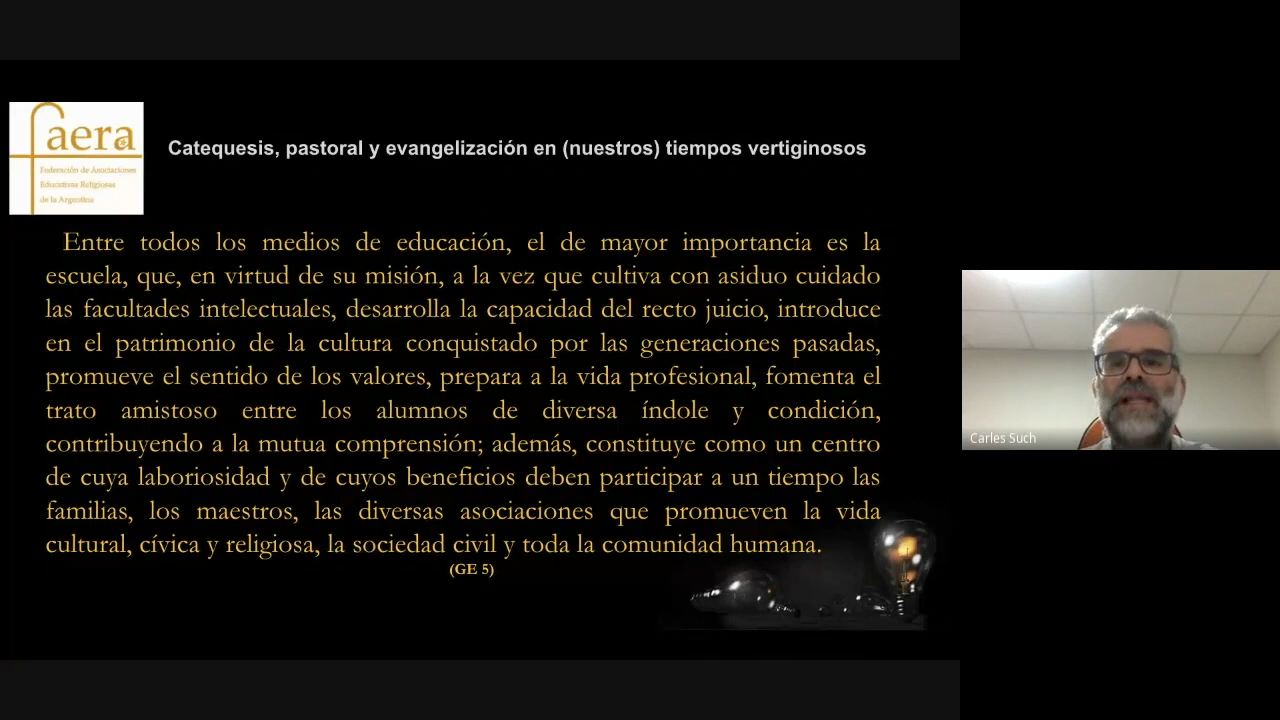 faera
Federación de Asociaciones
Educativas Religiosas
de la Argentina
Catequesis, pastoral y evangelización en (nuestros) tiempos vertiginosos
Entre todos los medios de educación, el de mayor importancia es la
escuela, que, en virtud de su misión, a la vez que cultiva con asiduo cuidado
las facultades intelectuales, desarrolla la capacidad del recto juicio, introduce
en el patrimonio de la cultura conquistado por las generaciones pasadas,
promueve el sentido de los valores, prepara a la vida profesional, fomenta el
trato amistoso entre los alumnos de diversa índole y condición,
contribuyendo a la mutua comprensión; además, constituye como un centro
de cuya laboriosidad y de cuyos beneficios deben participar a un tiempo las
familias, los maestros, las diversas asociaciones que promueven la vida
cultural, cívica y religiosa, la sociedad civil y toda la comunidad humana.
(GE 5)
Carles Such